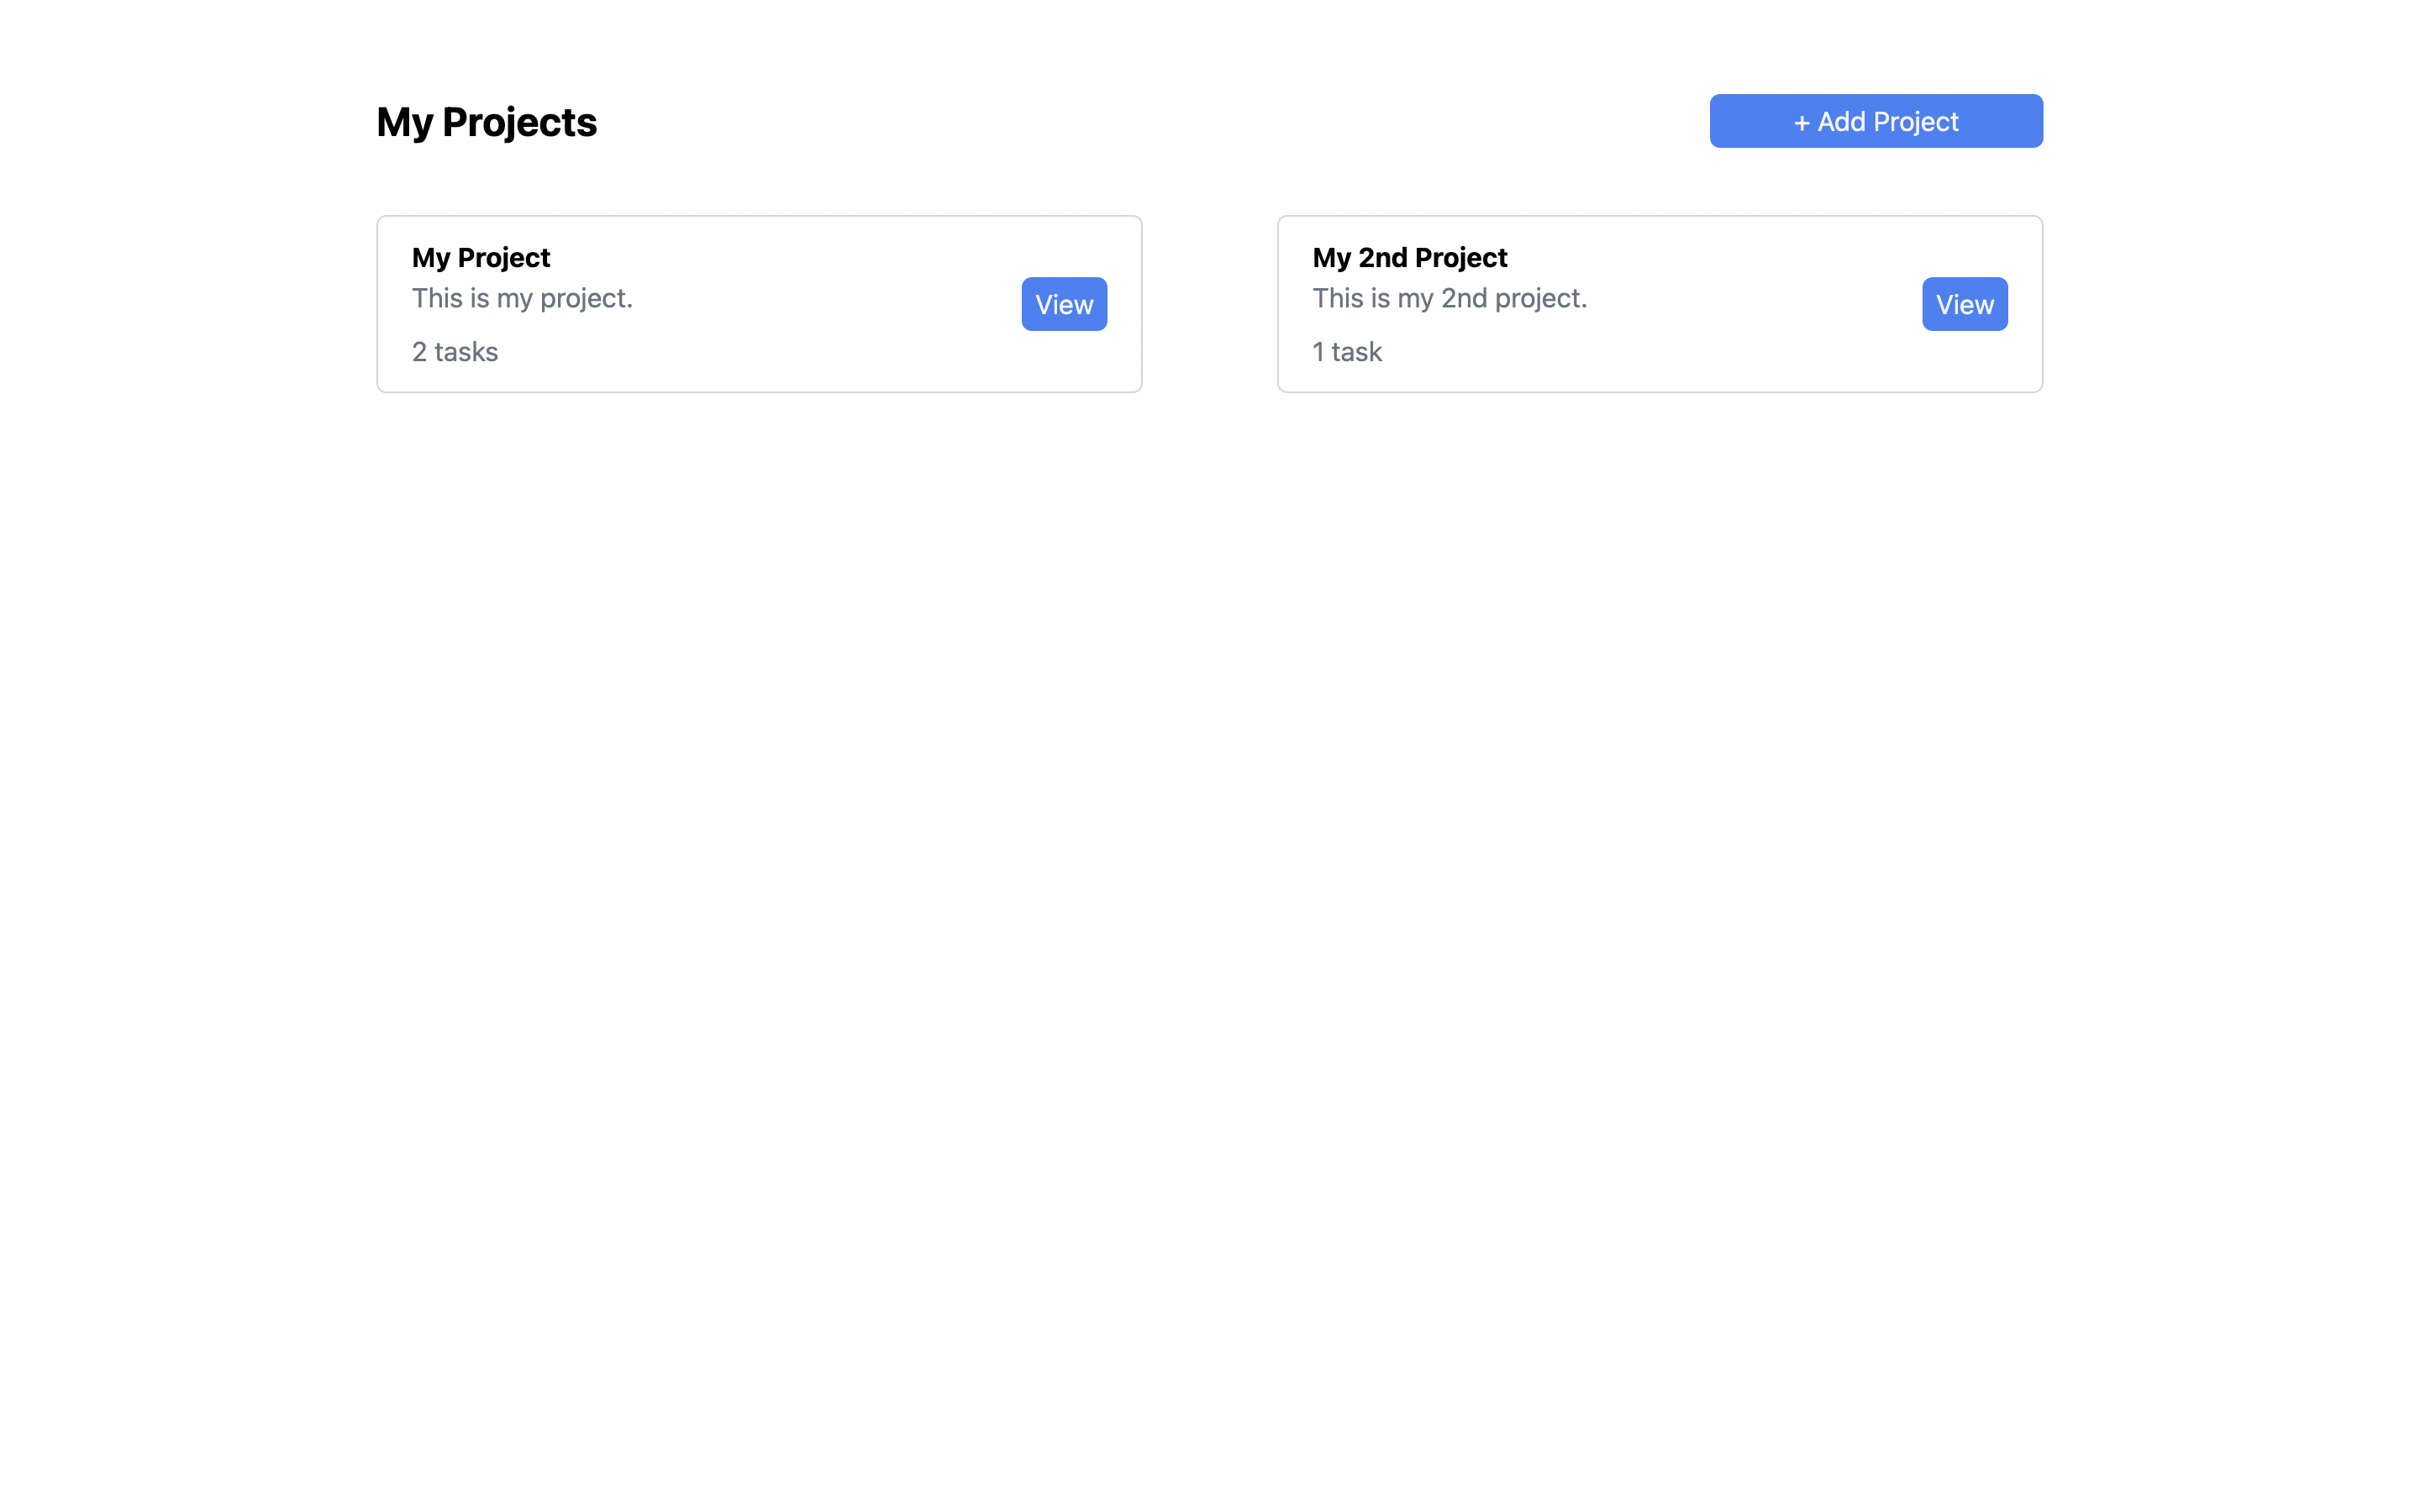 My Projects
+ Add Project
My Project
This is my project.
View
2 tasks
My 2nd Project
This is my 2nd project.
View
1 task